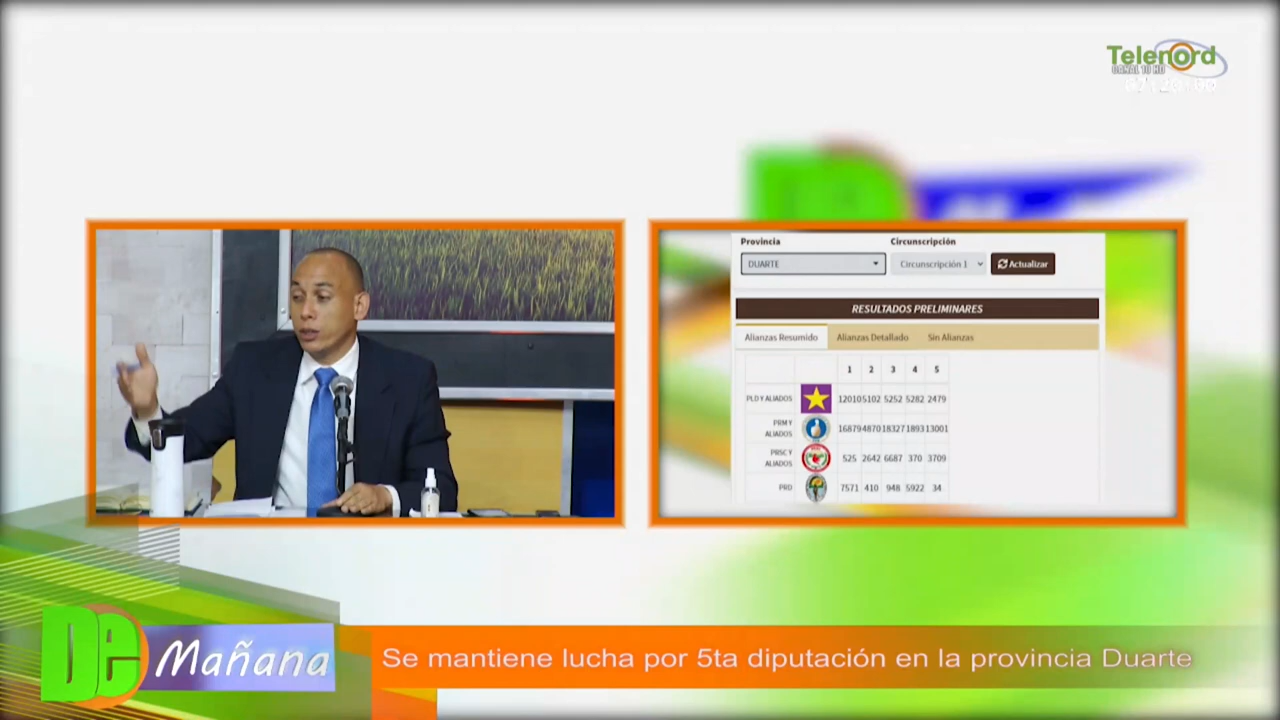 Telenord
CANAL 10 HD
Provincia Circunscripción
DUARTE Circunscripción 1 Actualizar
RESULTADOS PRELIMINARES
Alianzas Resumido Alianzas Detallado Sin Alianzas
1 2 3 4 5
PLD Y ALIADOS 12010 5102 5252 5282 2479
PRM Y
ALIADOS 16879 4870 18327 1893 13001
PRSC Y
ALIADOS 525 2642 6687 370 3709
PRD 7571 410 948 5922 34
De Mañana
Se mantiene lucha por 5ta diputación en la provincia Duarte